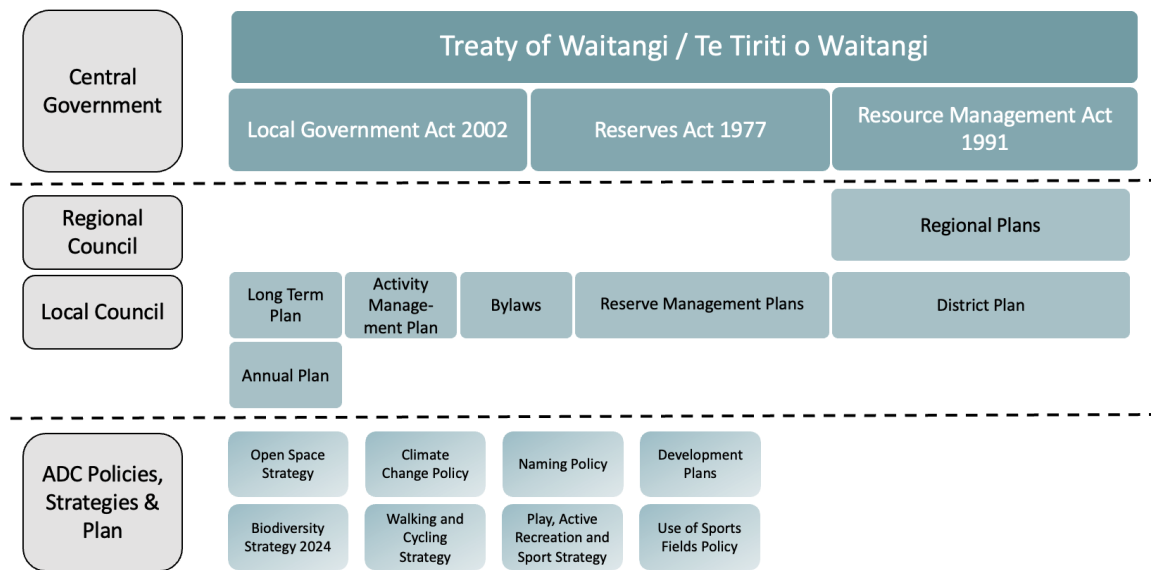 Central
Government
Treaty of Waitangi / Te Tiriti o Waitangi
Local Government Act 2002
Reserves Act 1977
Resource Management Act
1991
Regional
Council
Regional Plans
Local Council
Long Term
Plan
Activity
Manage-
ment Plan
Bylaws
Reserve Management Plans
District Plan
Annual Plan
ADC Policies,
Strategies &
Plan
Open Space
Strategy
Climate
Change Policy
Naming Policy
Development
Plans
Biodiversity
Strategy 2024
Walking and
Cycling
Strategy
Play, Active
Recreation and
Sport Strategy
Use of Sports
Fields Policy